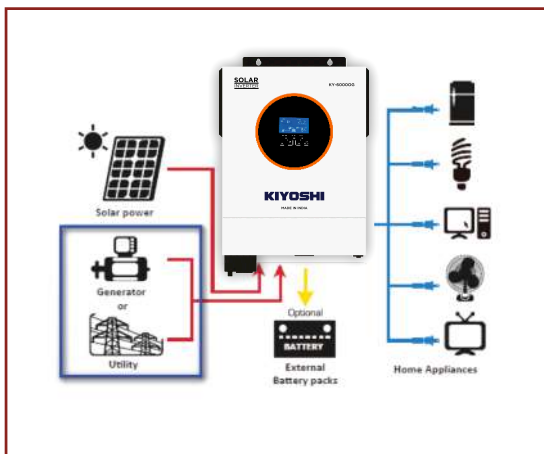 SOLAR
INVERTER
KY-6000OG
KIYOSHI
MADE IN INDIA
Solar power
Generator
or
Utility
Optional
BATTERY
External
Battery packs
Home Appliances